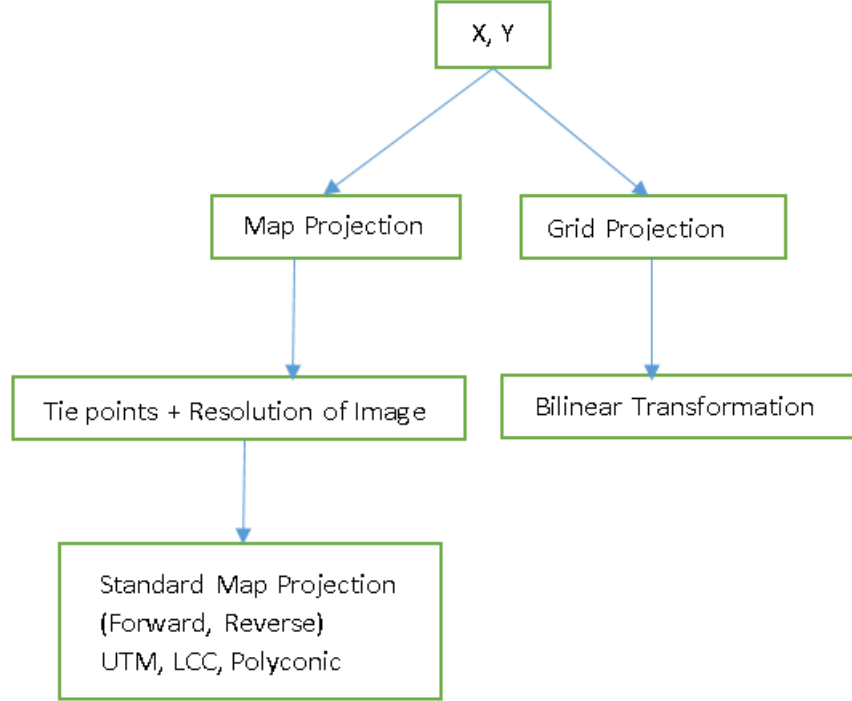 X, Y
Map Projection
Grid Projection
Tie points + Resolution of Image
Bilinear Transformation
Standard Map Projection
(Forward, Reverse)
UTM, LCC, Polyconic